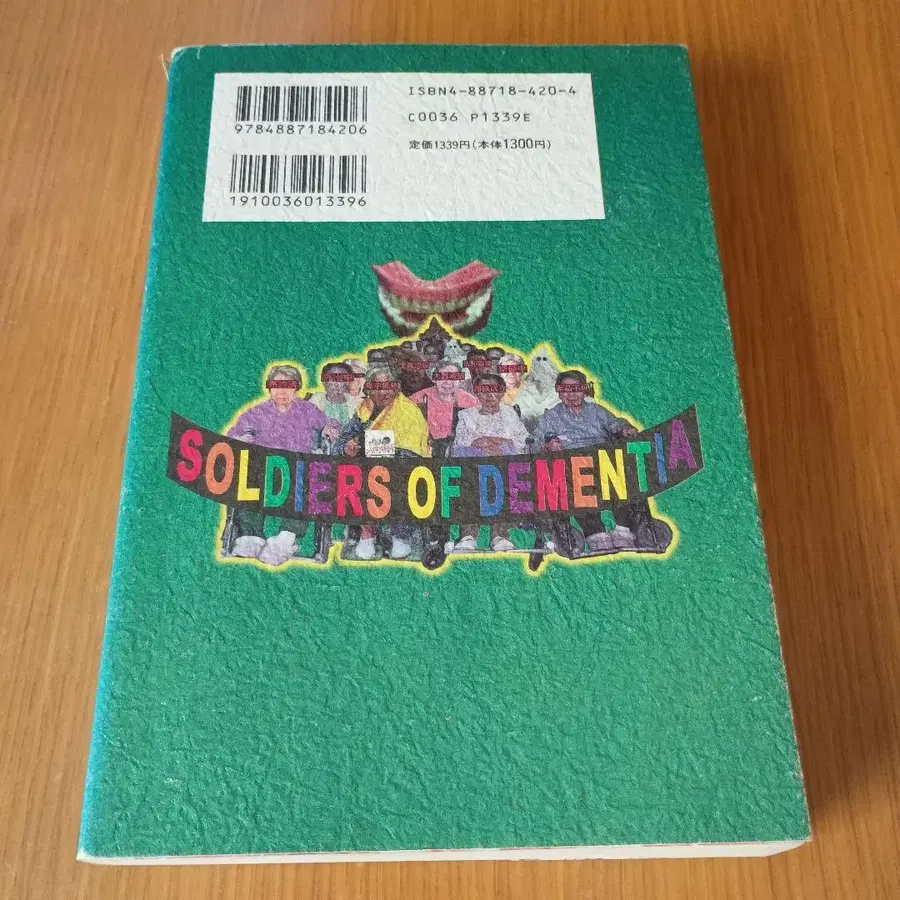 ISBN4-88718-420-4
9784887184206
C0036 P1339E
定価1339円(本体1300円)
1910036013396
SOLDIERS OF DEMENTIA